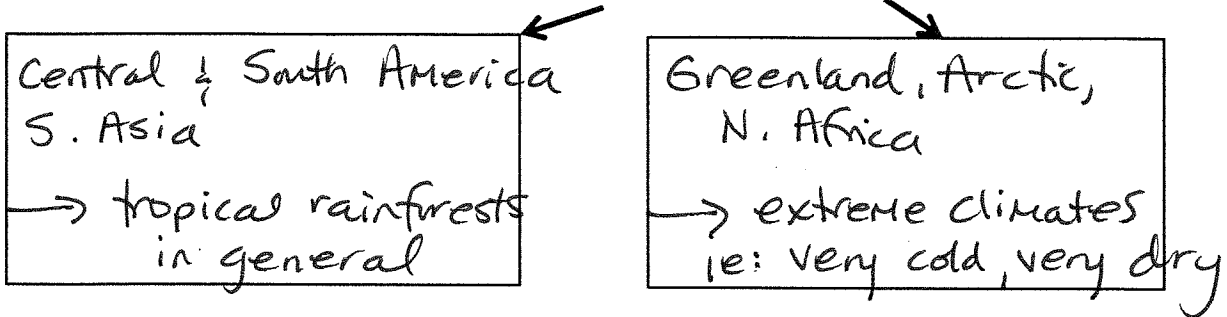 Central & South America
S. Asia
→ tropical rainforests
in general
Greenland, Arctic,
N. Africa
→ extreme climates
ie: very cold, very dry